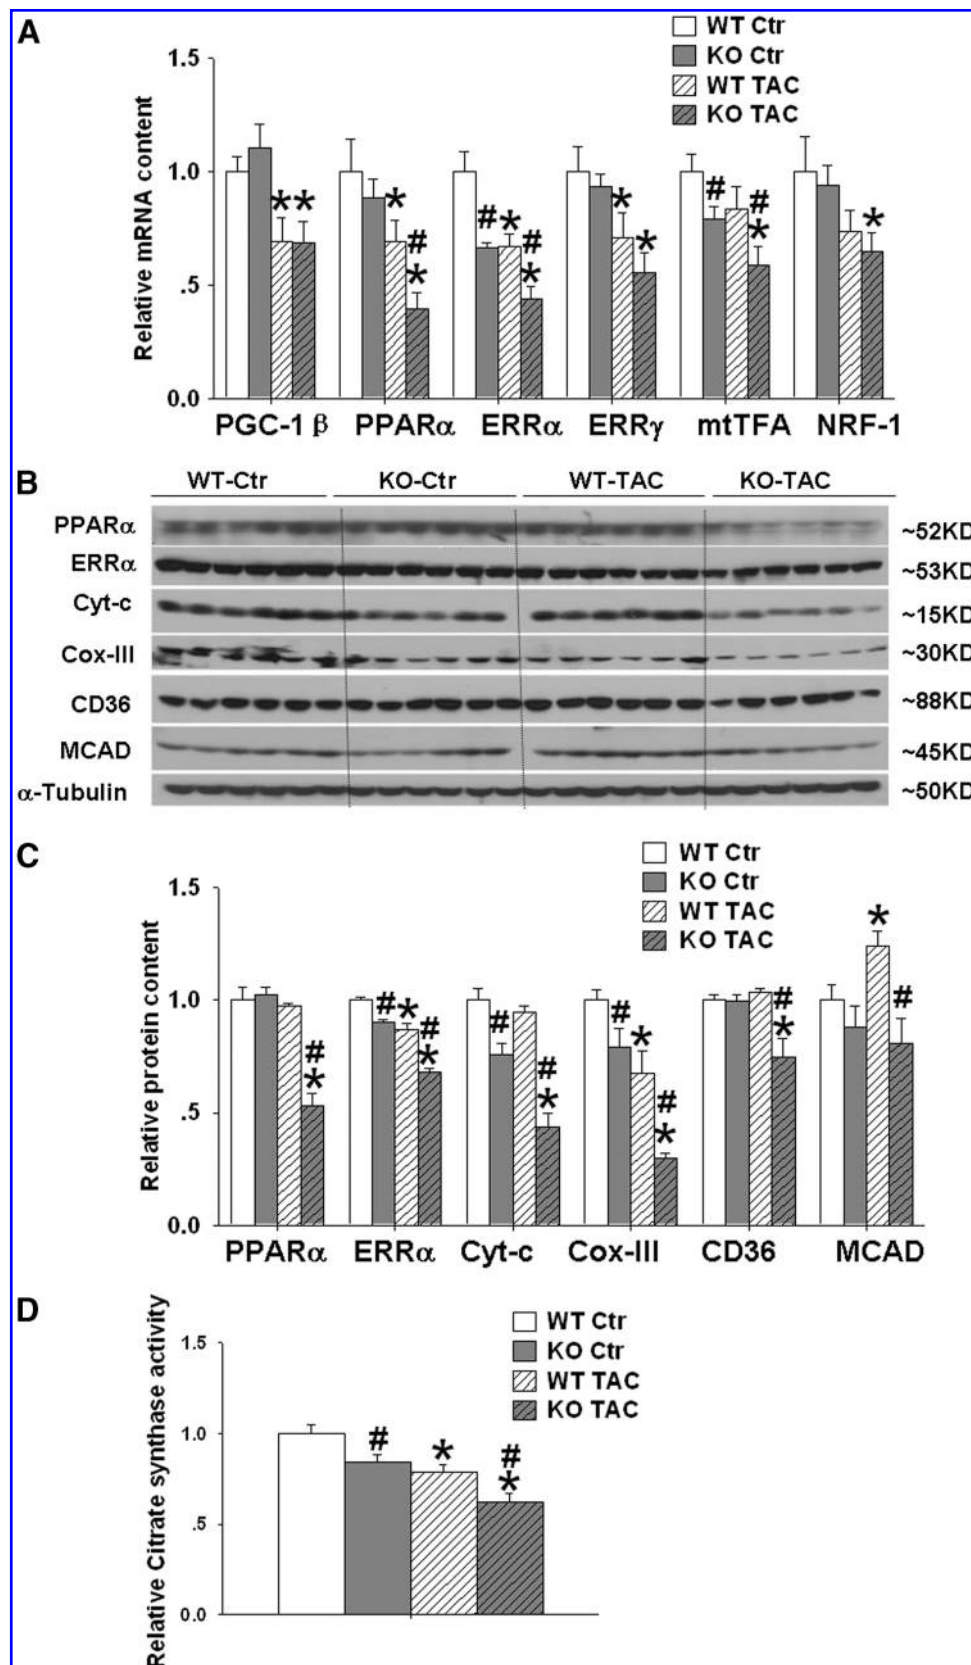 A
WT Ctr
KO Ctr
WT TAC
KO TAC
Relative mRNA content
1.5
1.0
.5
0.0
* * * # * # * # * * * # # * *
PGC-1 β PPARα ERRα ERRγ mtTFA NRF-1
B
WT-Ctr KO-Ctr WT-TAC KO-TAC
PPARα ~52KD
ERRα ~53KD
Cyt-c ~15KD
Cox-III ~30KD
CD36 ~88KD
MCAD ~45KD
α-Tubulin ~50KD
C
WT Ctr
KO Ctr
WT TAC
KO TAC
Relative protein content
1.5
1.0
.5
0.0
# * # * # * # # * # * # * # * * #
PPARα ERRα Cyt-c Cox-III CD36 MCAD
D
WT Ctr
KO Ctr
WT TAC
KO TAC
Relative Citrate synthase activity
1.5
1.0
.5
0.0
# * # *